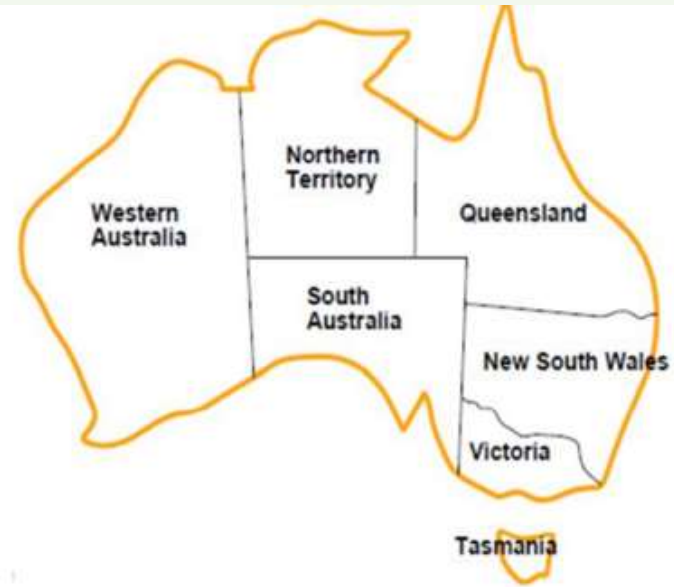 Northern
Territory
Western
Australia
Queensland
South
Australia
New South Wales
Victoria
Tasmania